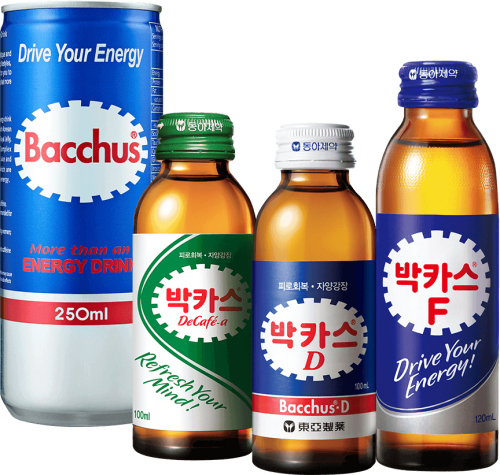 Drive Your Energy
Bacchus®
More than an
ENERGY DRINK
250ml
동아제약
피로회복·자양강장
박카스
DeCafé-a
Refresh Your
Mind!
100ml
동아제약
피로회복·자양강장
박카스
D
100mL
Bacchus®-D
東亞製藥
동아제약
박카스
F
Drive Your
Energy!
120mL